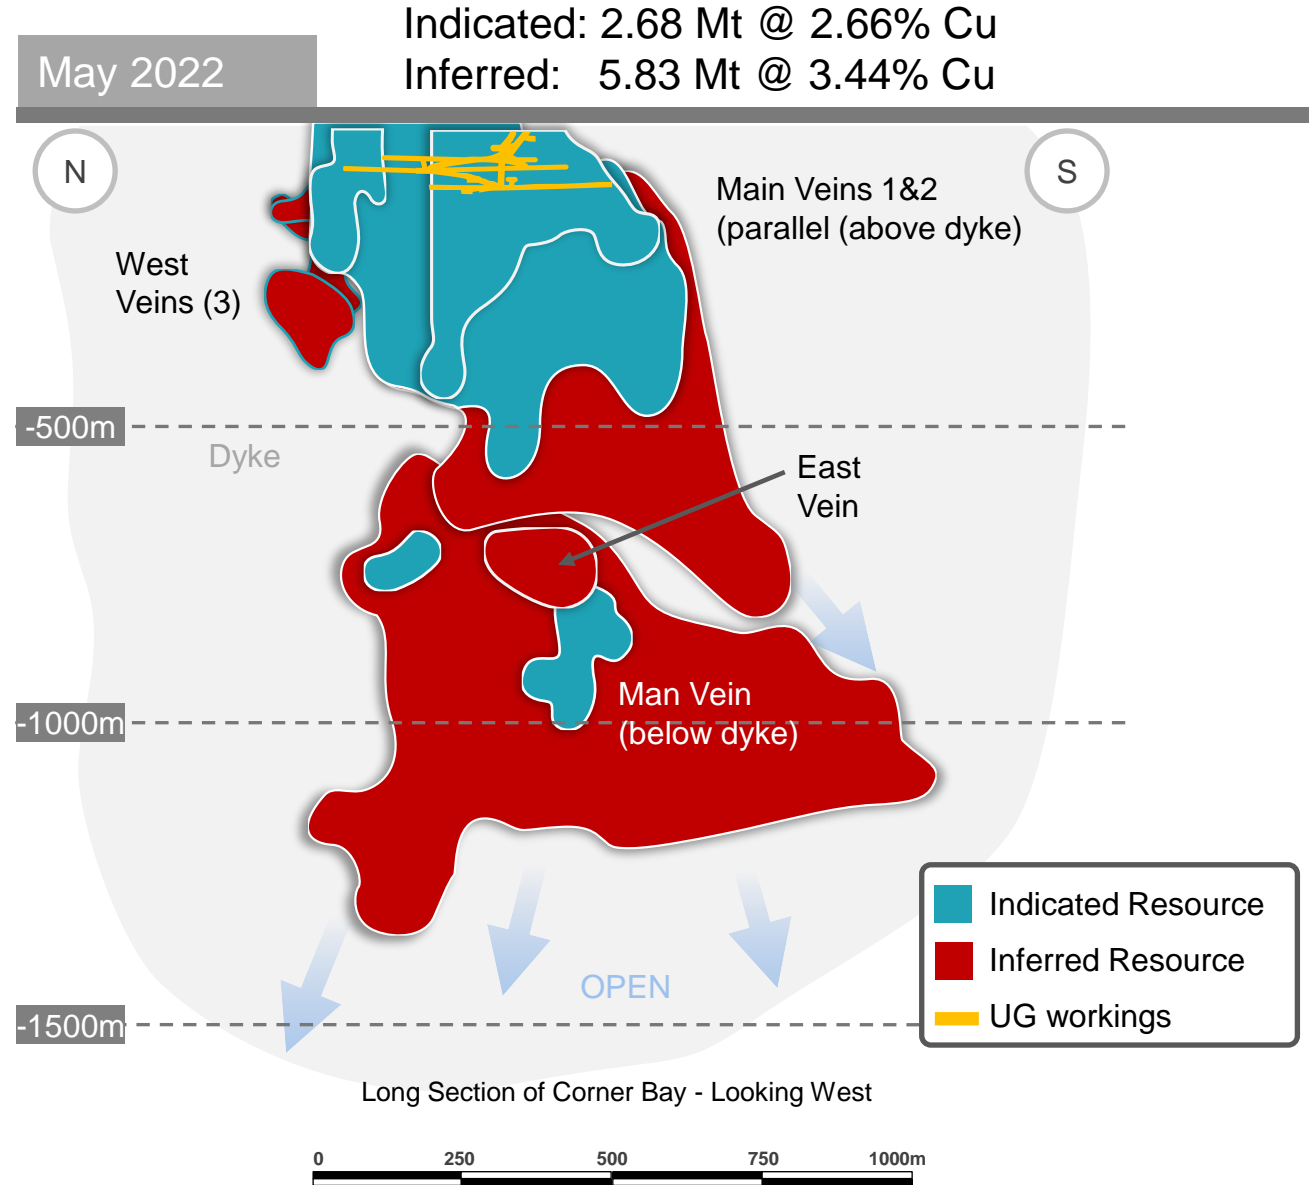 Indicated: 2.68 Mt @ 2.66% Cu
May 2022
Inferred: 5.83 Mt @ 3.44% Cu
N
S
Main Veins 1&2
(parallel (above dyke)
West
Veins (3)
-500m
Dyke
East
Vein
Man Vein
(below dyke)
-1000m
Indicated Resource
Inferred Resource
UG workings
OPEN
-1500m
Long Section of Corner Bay - Looking West
0 250 500 750 1000m